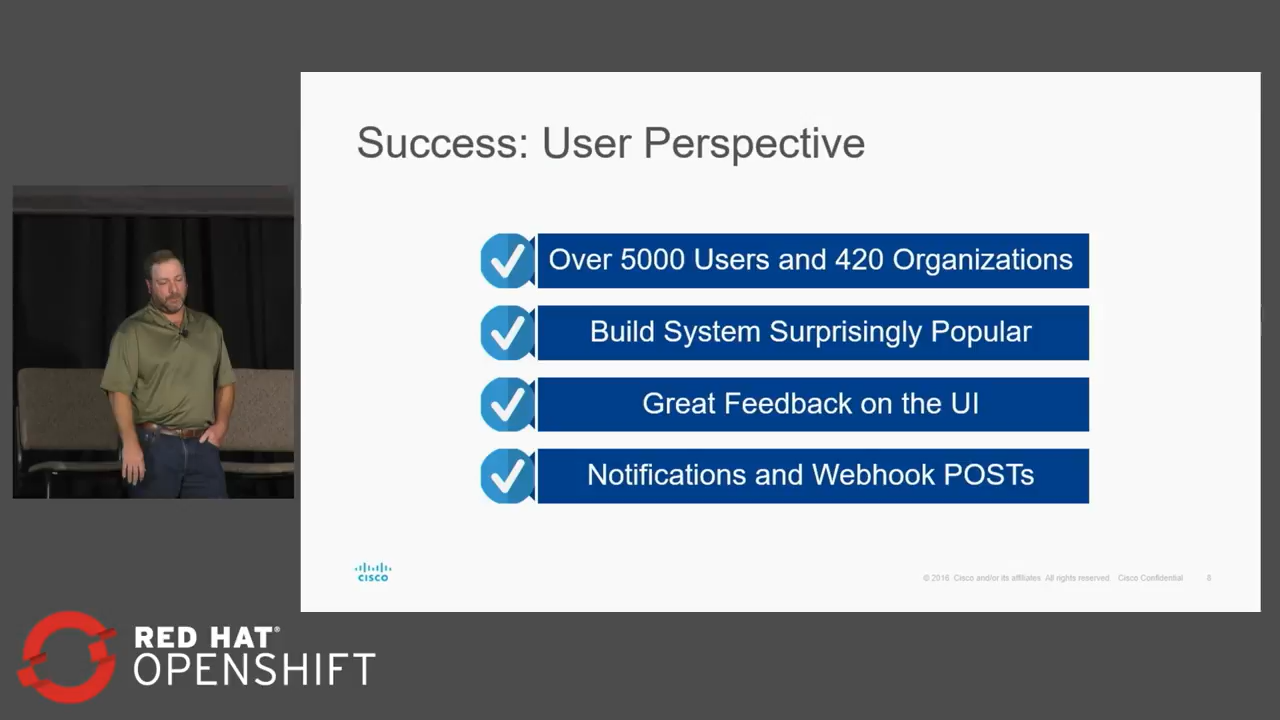 Success: User Perspective
Over 5000 Users and 420 Organizations
Build System Surprisingly Popular
Great Feedback on the UI
Notifications and Webhook POSTs
CISCO
© 2016 Cisco and/or its affiliates All rights reserved. Cisco Confidential 8
RED HAT®
OPENSHIFT